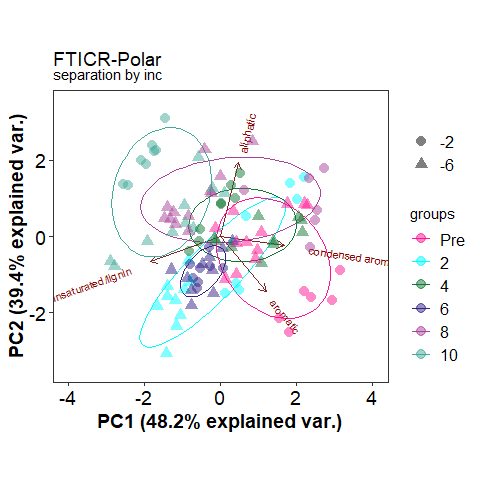 FTICR-Polar
separation by inc
PC2 (39.4% explained var.)
2
0
-2
-4
-2
0
2
4
PC1 (48.2% explained var.)
aliphatic
condensed arom
aromatic
nsaturated/lignin
-2
-6
groups
Pre
2
4
6
8
10